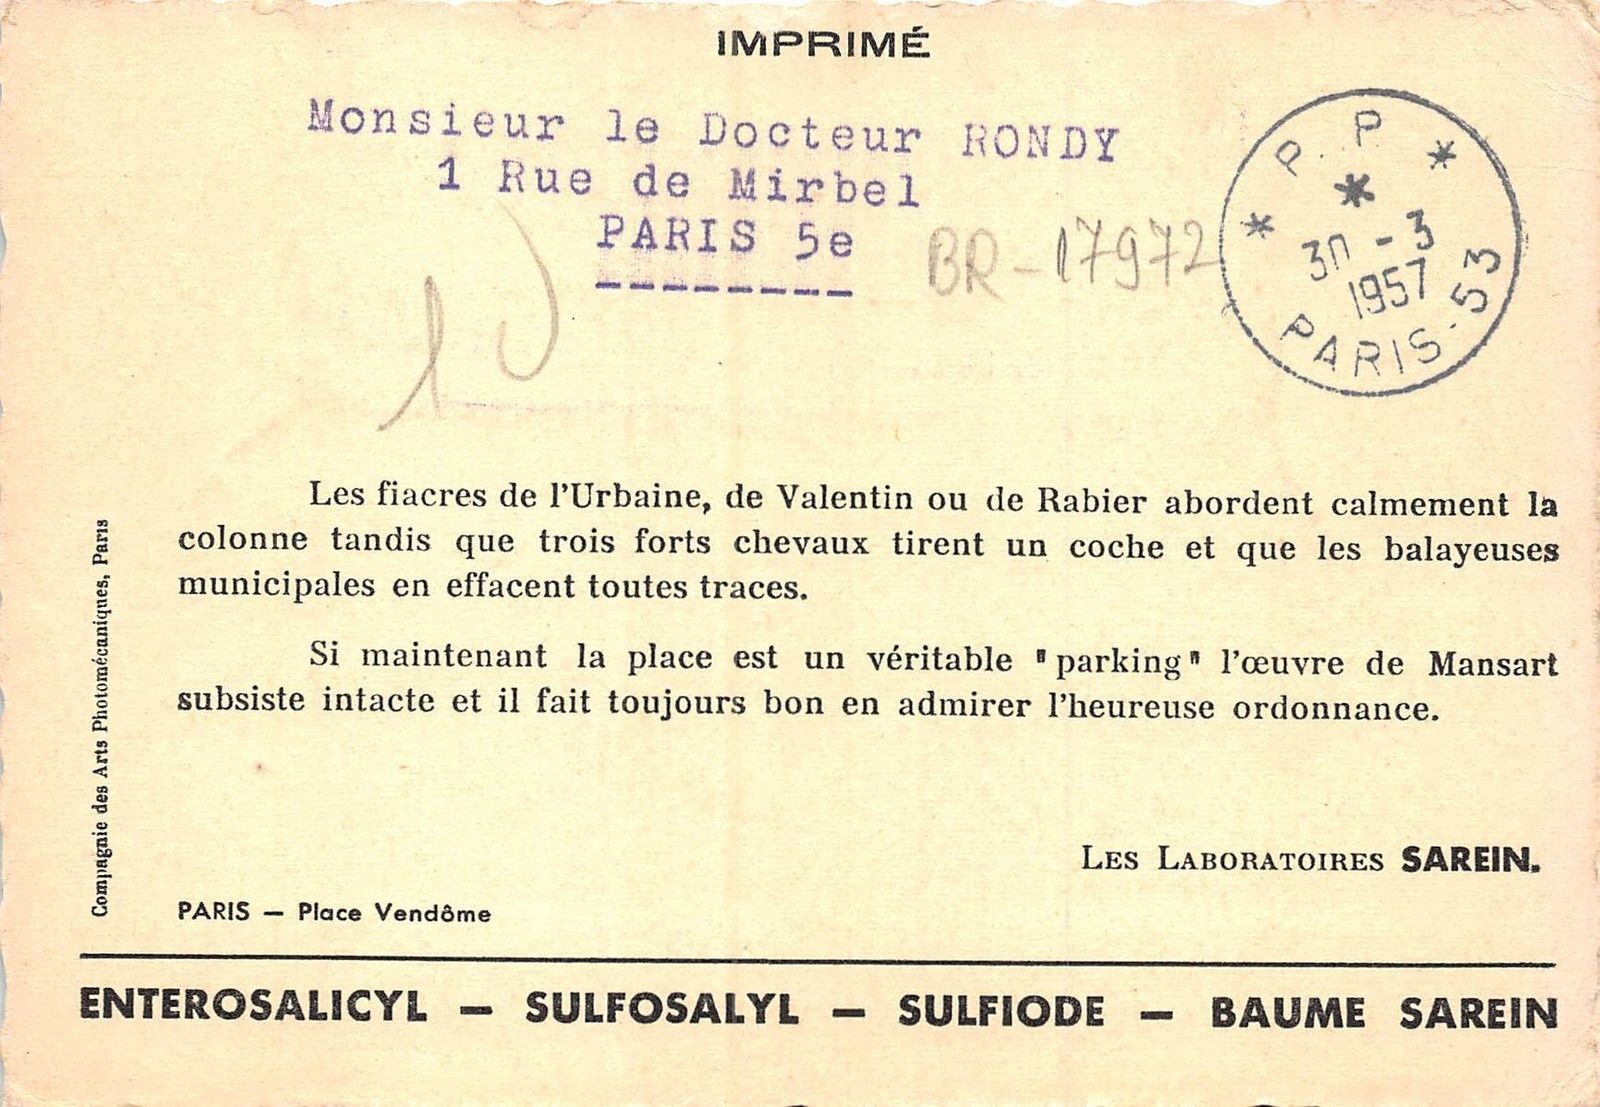 IMPRIMÉ
Monsieur le Docteur RONDY
1 Rue de Mirbel
PARIS 5e
--------
BR-17972
P. P.
30-3
1957
PARIS-53
Les fiacres de l'Urbaine, de Valentin ou de Rabier abordent calmement la
colonne tandis que trois forts chevaux tirent un coche et que les balayeuses
municipales en effacent toutes traces.
Si maintenant la place est un véritable "parking" l'œuvre de Mansart
subsiste intacte et il fait toujours bon en admirer l'heureuse ordonnance.
Compagnie des Arts Photomécaniques, Paris
Les Laboratoires SAREIN.
PARIS — Place Vendôme
ENTEROSALICYL — SULFOSALYL — SULFIODE — BAUME SAREIN